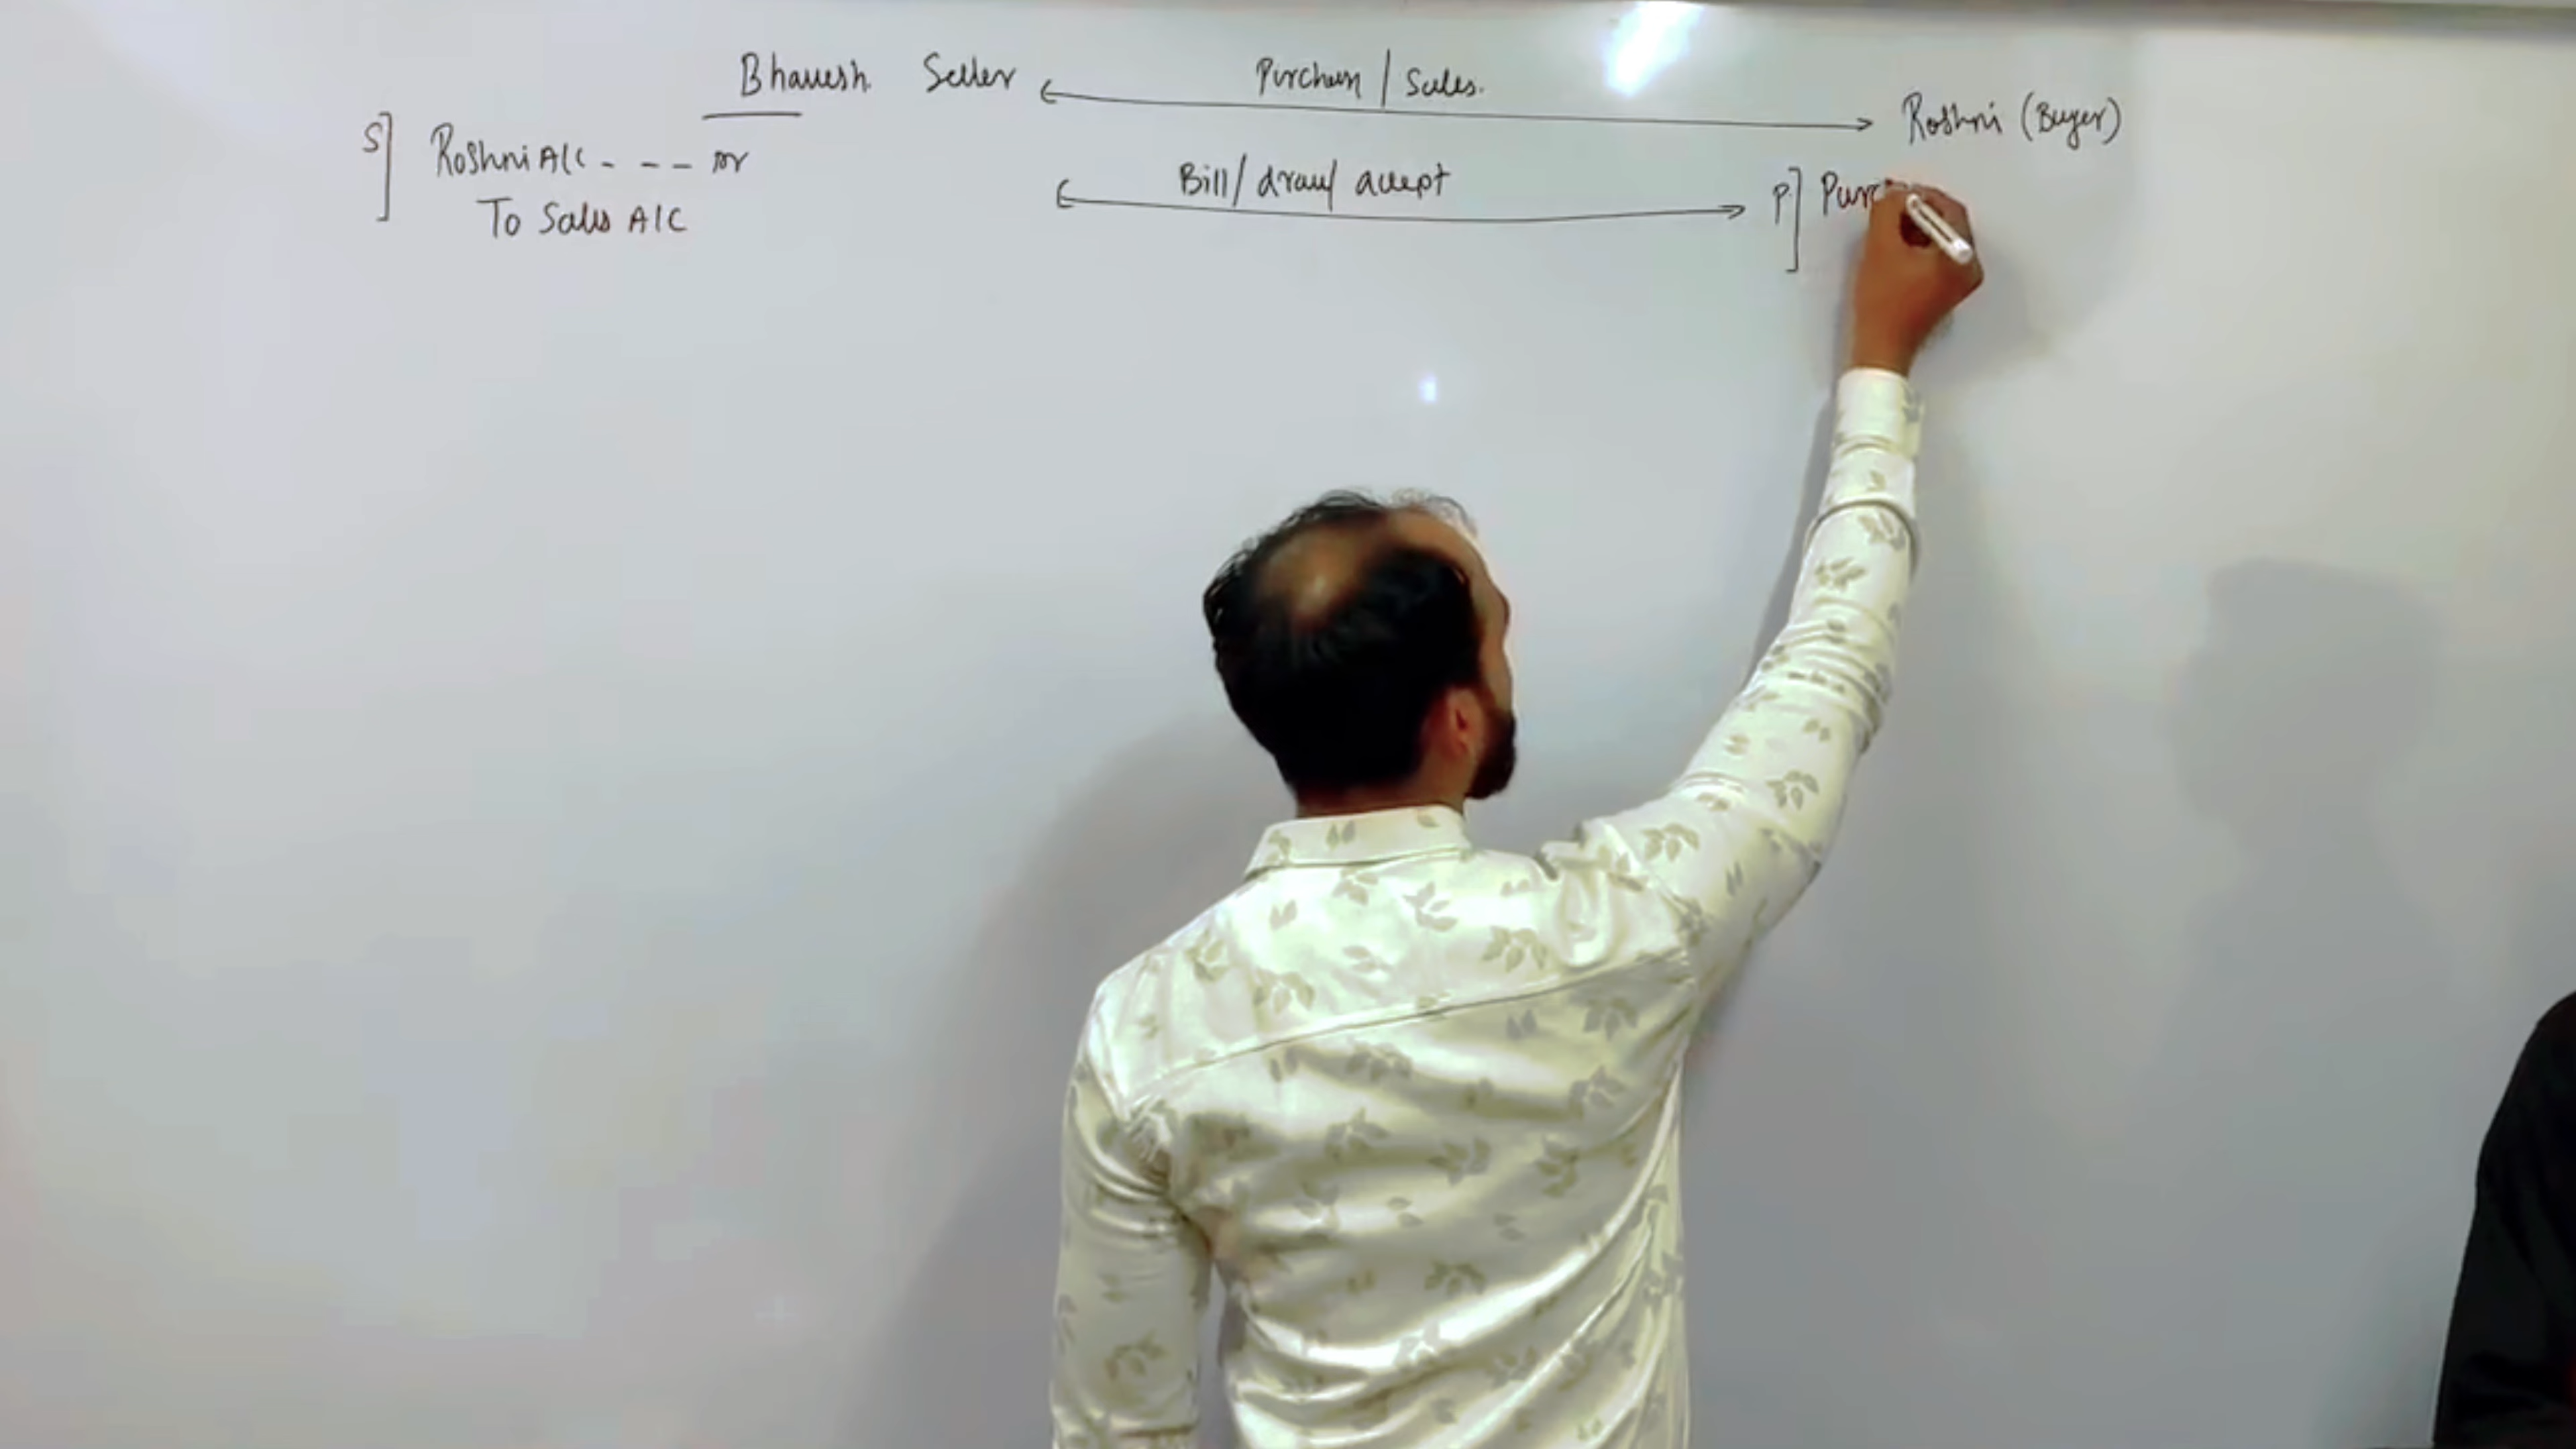 Bhavesh Seller Purchase / Sales. Roshni (Buyer)
S] Roshni A/C - - - Dr
To Sales A/C
Bill/ draw/ accept
P] Purc